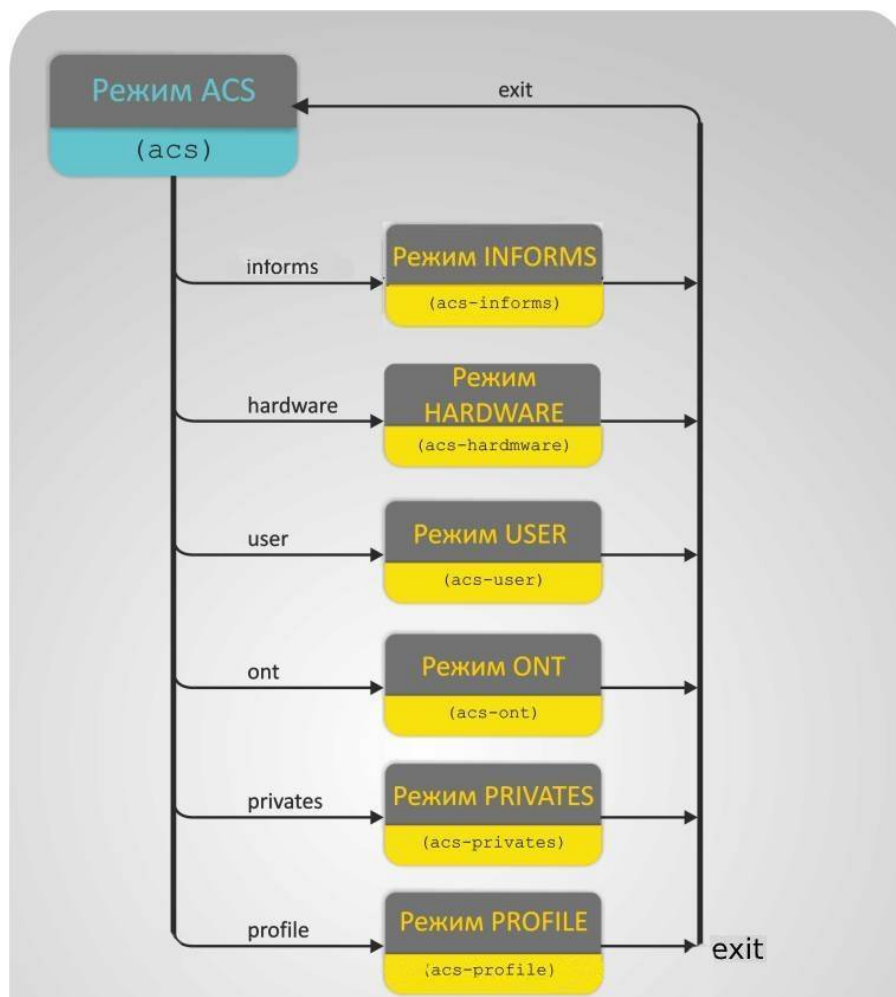 Режим ACS
exit
(acs)
informs
Режим INFORMS
(acs-informs)
hardware
Режим
HARDWARE
(acs-hardmware)
user
Режим USER
(acs-user)
ont
Режим ONT
(acs-ont)
privates
Режим PRIVATES
(acs-privates)
profile
Режим PROFILE
(acs-profile)
exit